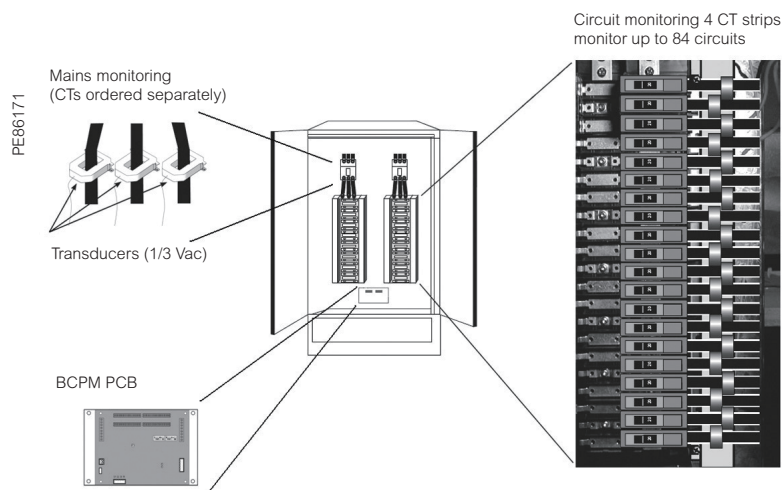 Circuit monitoring 4 CT strips
monitor up to 84 circuits
Mains monitoring
(CTs ordered separately)
PE86171
Transducers (1/3 Vac)
BCPM PCB